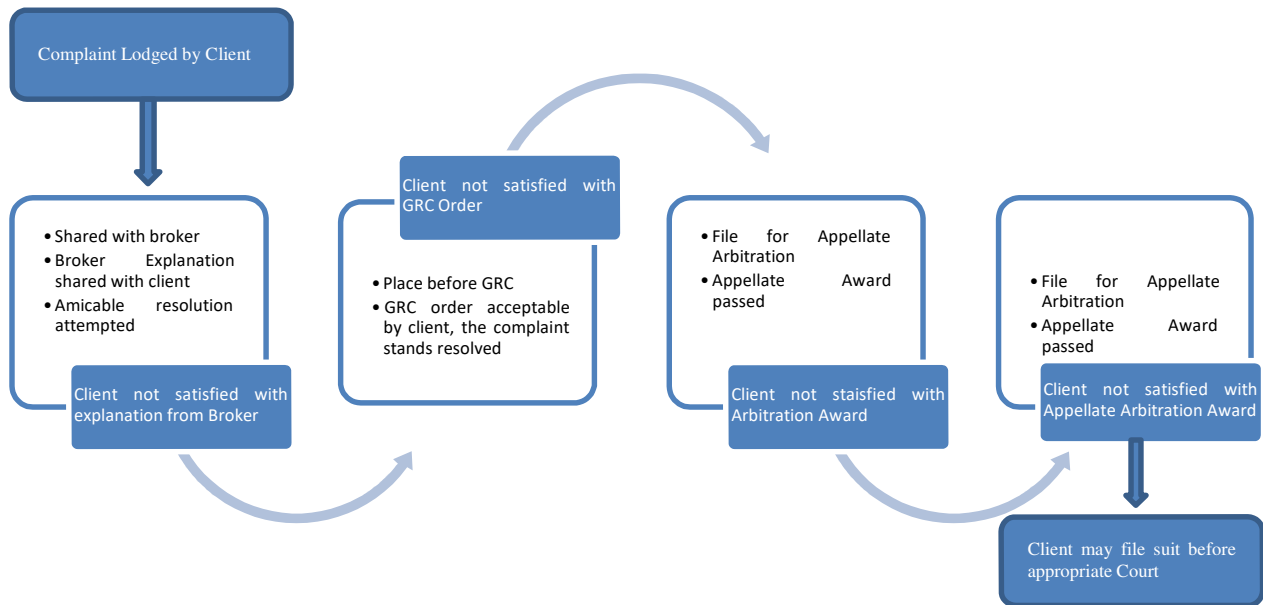 Complaint Lodged by Client
• Shared with broker
• Broker Explanation
shared with client
• Amicable resolution
attempted
Client not satisfied with
explanation from Broker
Client not satisfied with
GRC Order
• Place before GRC
• GRC order acceptable
by client, the complaint
stands resolved
• File for Appellate
Arbitration
• Appellate Award
passed
Client not staisfied with
Arbitration Award
• File for Appellate
Arbitration
• Appellate Award
passed
Client not satisfied with
Appellate Arbitration Award
Client may file suit before
appropriate Court